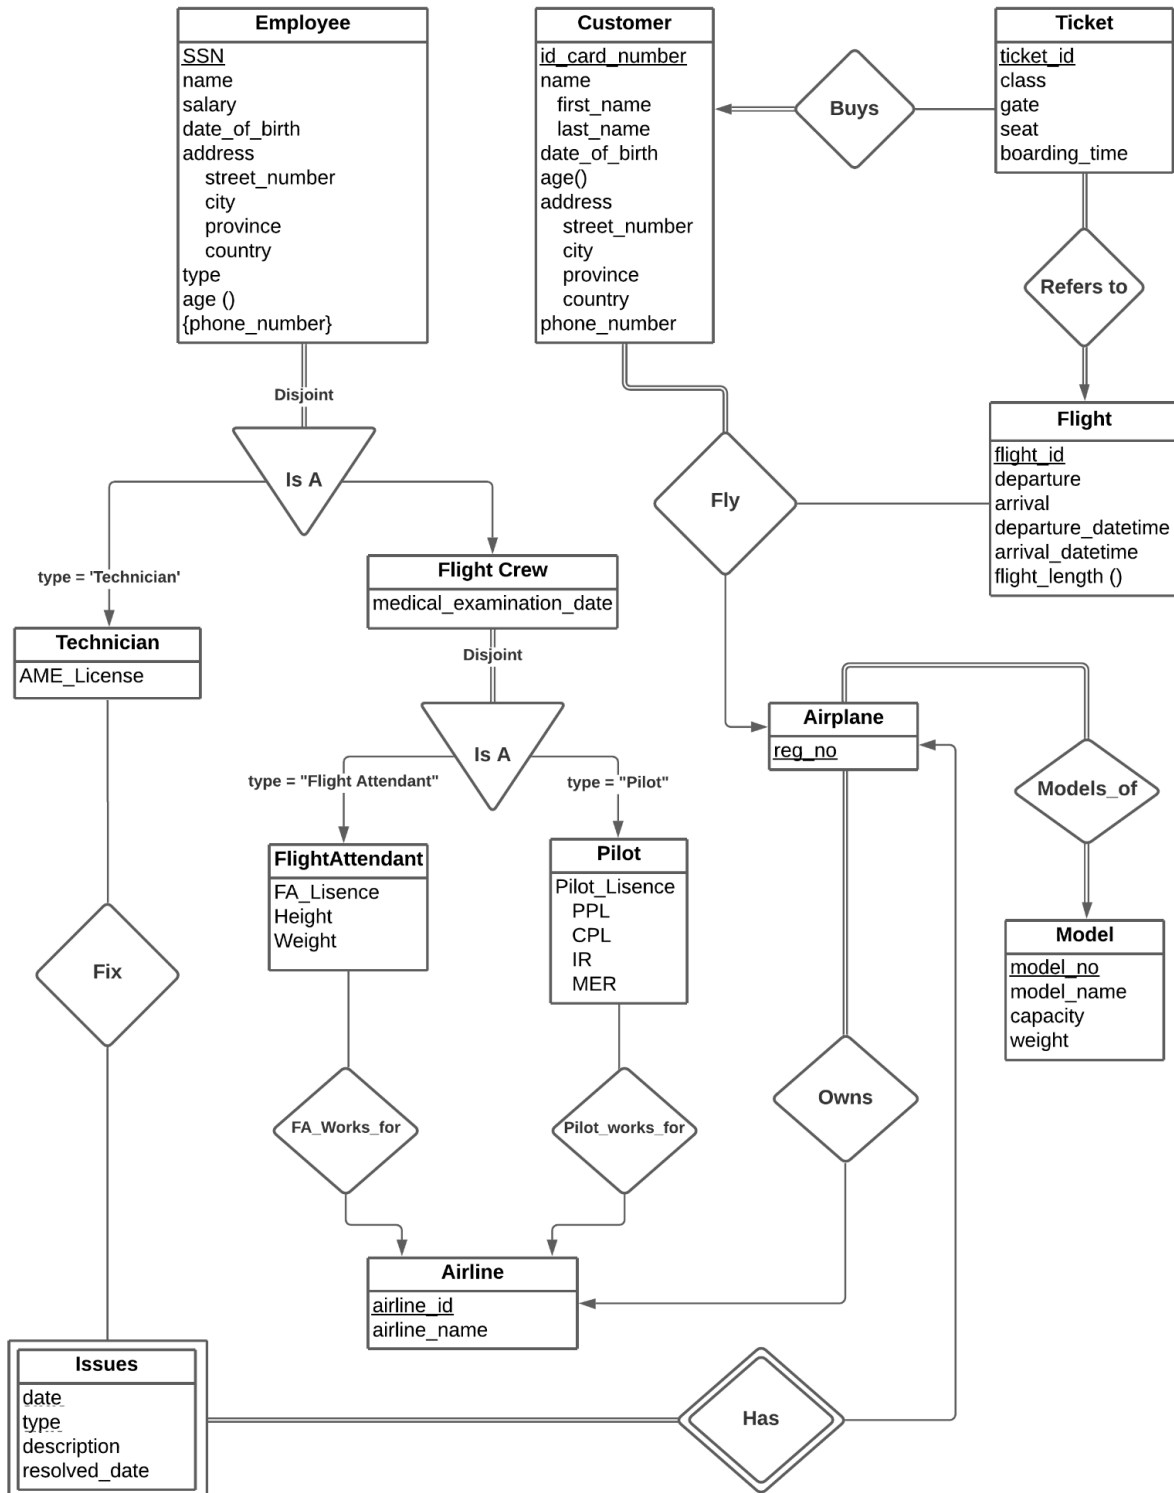 Employee
SSN
name
salary
date_of_birth
address
street_number
city
province
country
type
age ()
{phone_number}
Customer
id_card_number
name
first_name
last_name
date_of_birth
age()
address
street_number
city
province
country
phone_number
Buys
Ticket
ticket_id
class
gate
seat
boarding_time
Refers to
Disjoint
Is A
Fly
Flight
flight_id
departure
arrival
departure_datetime
arrival_datetime
flight_length ()
type = 'Technician'
Technician
AME_License
Flight Crew
medical_examination_date
Disjoint
Is A
type = "Flight Attendant"
type = "Pilot"
Airplane
reg_no
Models_of
FlightAttendant
FA_Lisence
Height
Weight
Pilot
Pilot_Lisence
PPL
CPL
IR
MER
Model
model_no
model_name
capacity
weight
Fix
FA_Works_for
Pilot_works_for
Owns
Airline
airline_id
airline_name
Issues
date
type
description
resolved_date
Has